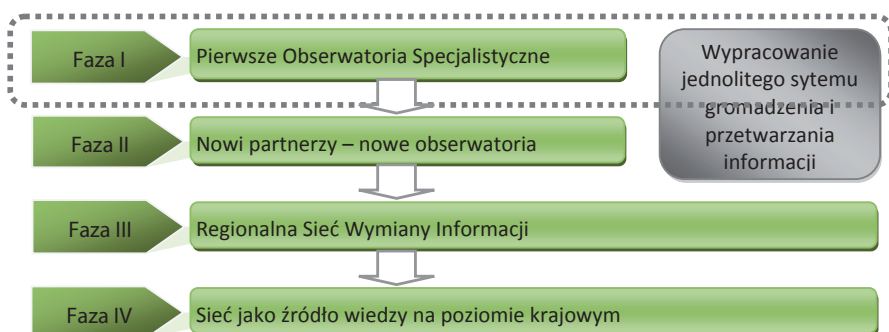 Faza I
Pierwsze Obserwatoria Specjalistyczne
Wypracowanie
jednolitego sytemu
gromadzenia i
przetwarzania
informacji
Faza II
Nowi partnerzy – nowe obserwatoria
Faza III
Regionalna Sieć Wymiany Informacji
Faza IV
Sieć jako źródło wiedzy na poziomie krajowym